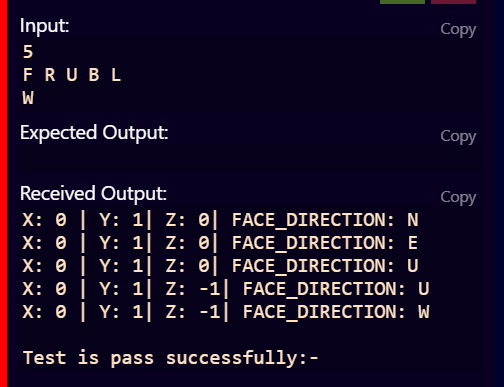 Input:
Copy
5
F R U B L
W
Expected Output:
Copy
Received Output:
Copy
X: 0 | Y: 1| Z: 0| FACE_DIRECTION: N
X: 0 | Y: 1| Z: 0| FACE_DIRECTION: E
X: 0 | Y: 1| Z: 0| FACE_DIRECTION: U
X: 0 | Y: 1| Z: -1| FACE_DIRECTION: U
X: 0 | Y: 1| Z: -1| FACE_DIRECTION: W
Test is pass successfully:-